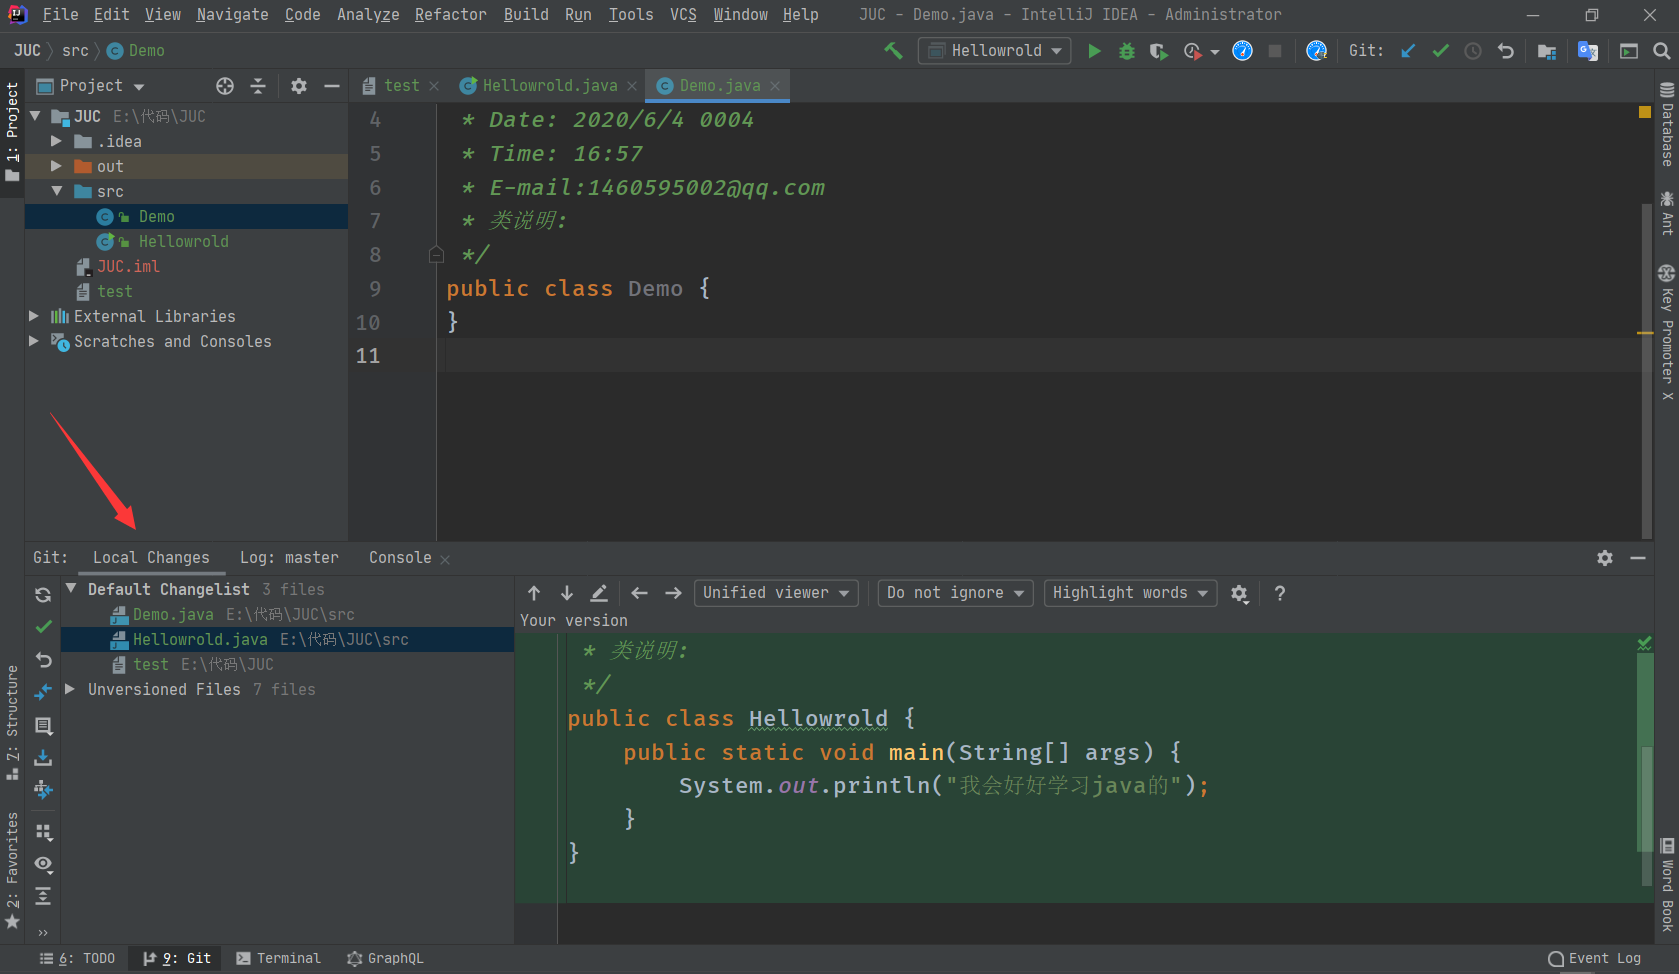 File Edit View Navigate Code Analyze Refactor Build Run Tools VCS Window Help JUC - Demo.java - IntelliJ IDEA - Administrator
JUC src Demo
Hellowrold
Git:
Project
test
Hellowrold.java
Demo.java
1: Project
JUC E:\代码\JUC
.idea
out
src
Demo
Hellowrold
JUC.iml
test
External Libraries
Scratches and Consoles
4 * Date: 2020/6/4 0004
5 * Time: 16:57
6 * E-mail:1460595002@qq.com
7 * 类说明:
8 */
9 public class Demo {
10 }
11
Database
Ant
Key Promoter X
Word Book
Git: Local Changes Log: master Console
Default Changelist 3 files
Demo.java E:\代码\JUC\src
Hellowrold.java E:\代码\JUC\src
test E:\代码\JUC
Unversioned Files 7 files
Unified viewer Do not ignore Highlight words ?
Your version
* 类说明:
*/
public class Hellowrold {
public static void main(String[] args) {
System.out.println("我会好好学习java的");
}
}
Z: Structure
2: Favorites
6: TODO 9: Git Terminal GraphQL Event Log